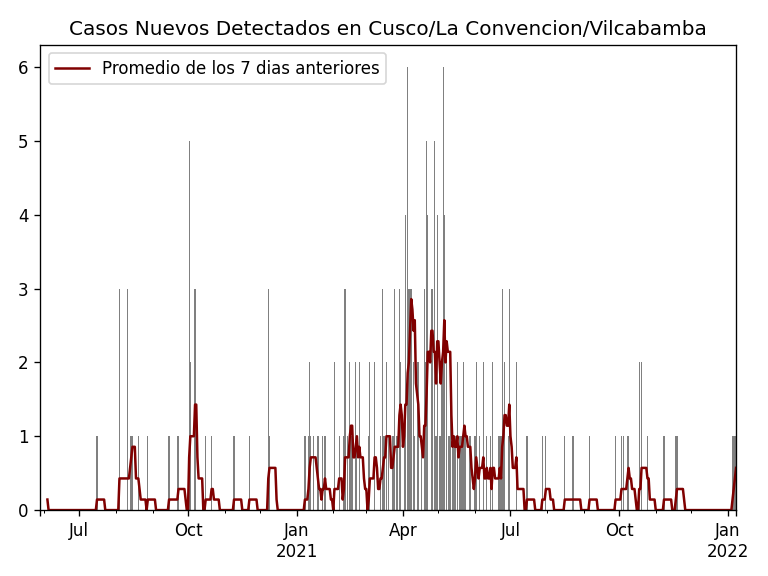 Casos Nuevos Detectados en Cusco/La Convencion/Vilcabamba
Promedio de los 7 dias anteriores
6
5
4
3
2
1
0
Jul Oct Jan Apr Jul Oct Jan
2021 2022